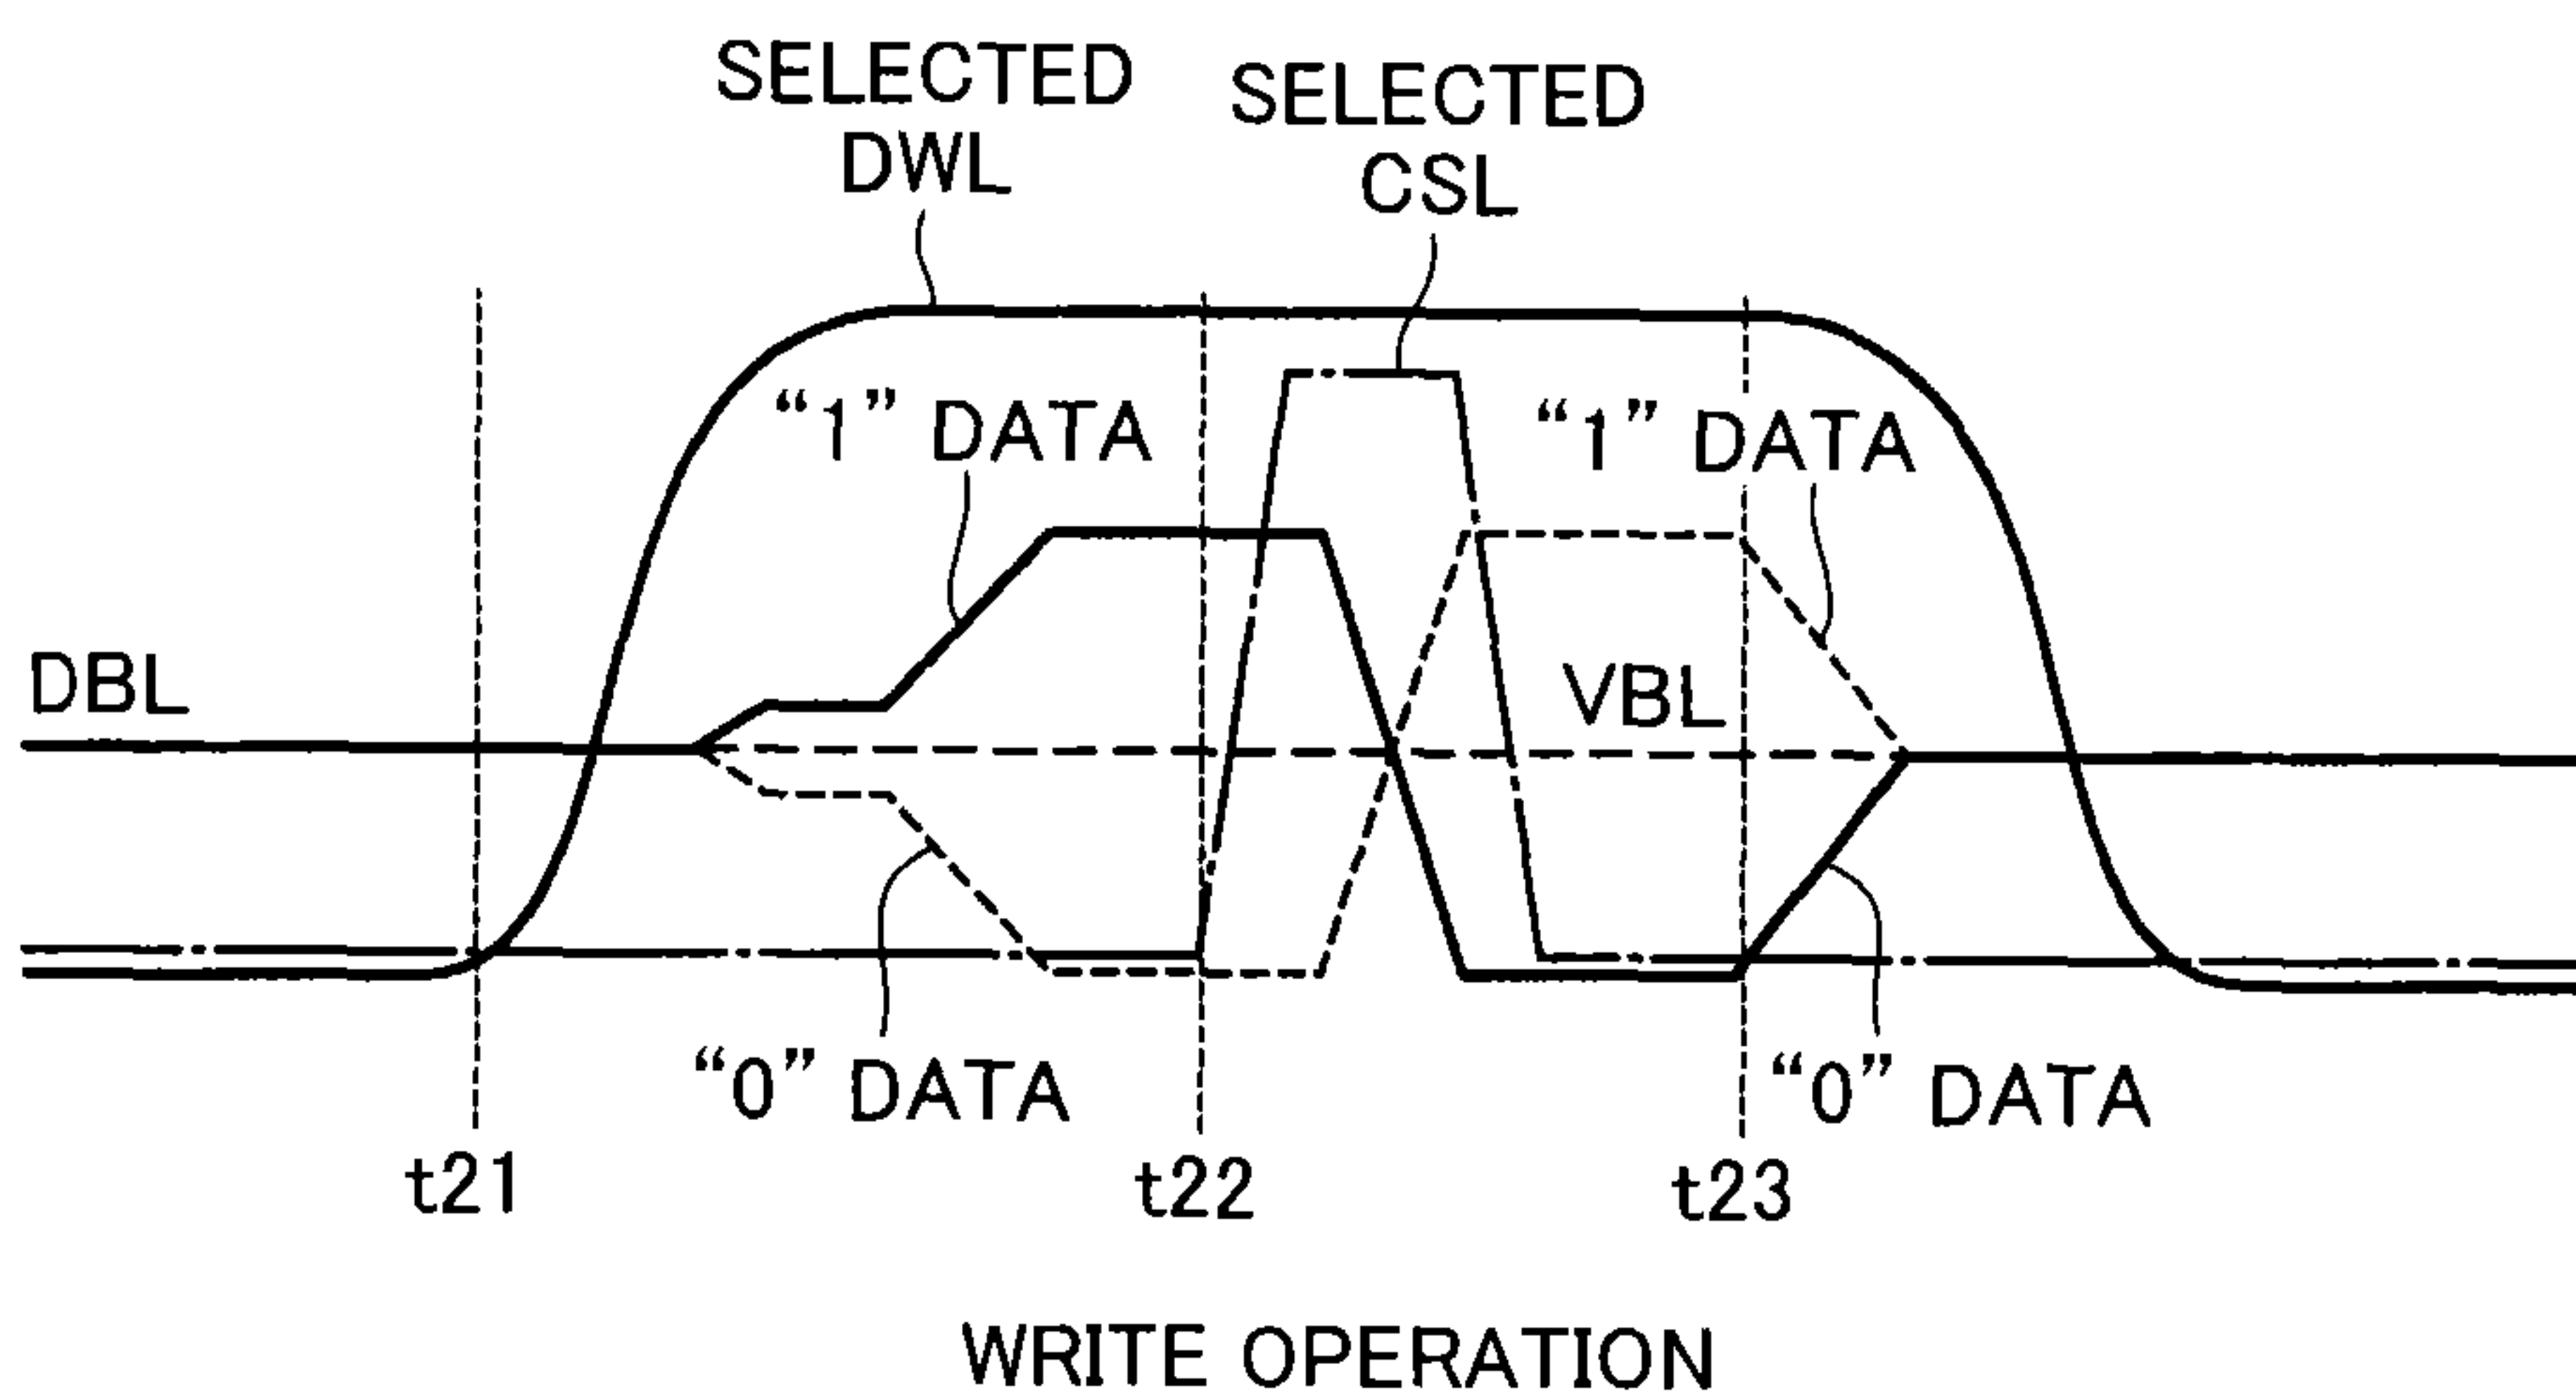 SELECTED
DWL
SELECTED
CSL
“1” DATA
“1” DATA
DBL
VBL
“0” DATA
“0” DATA
t21
t22
t23
WRITE OPERATION